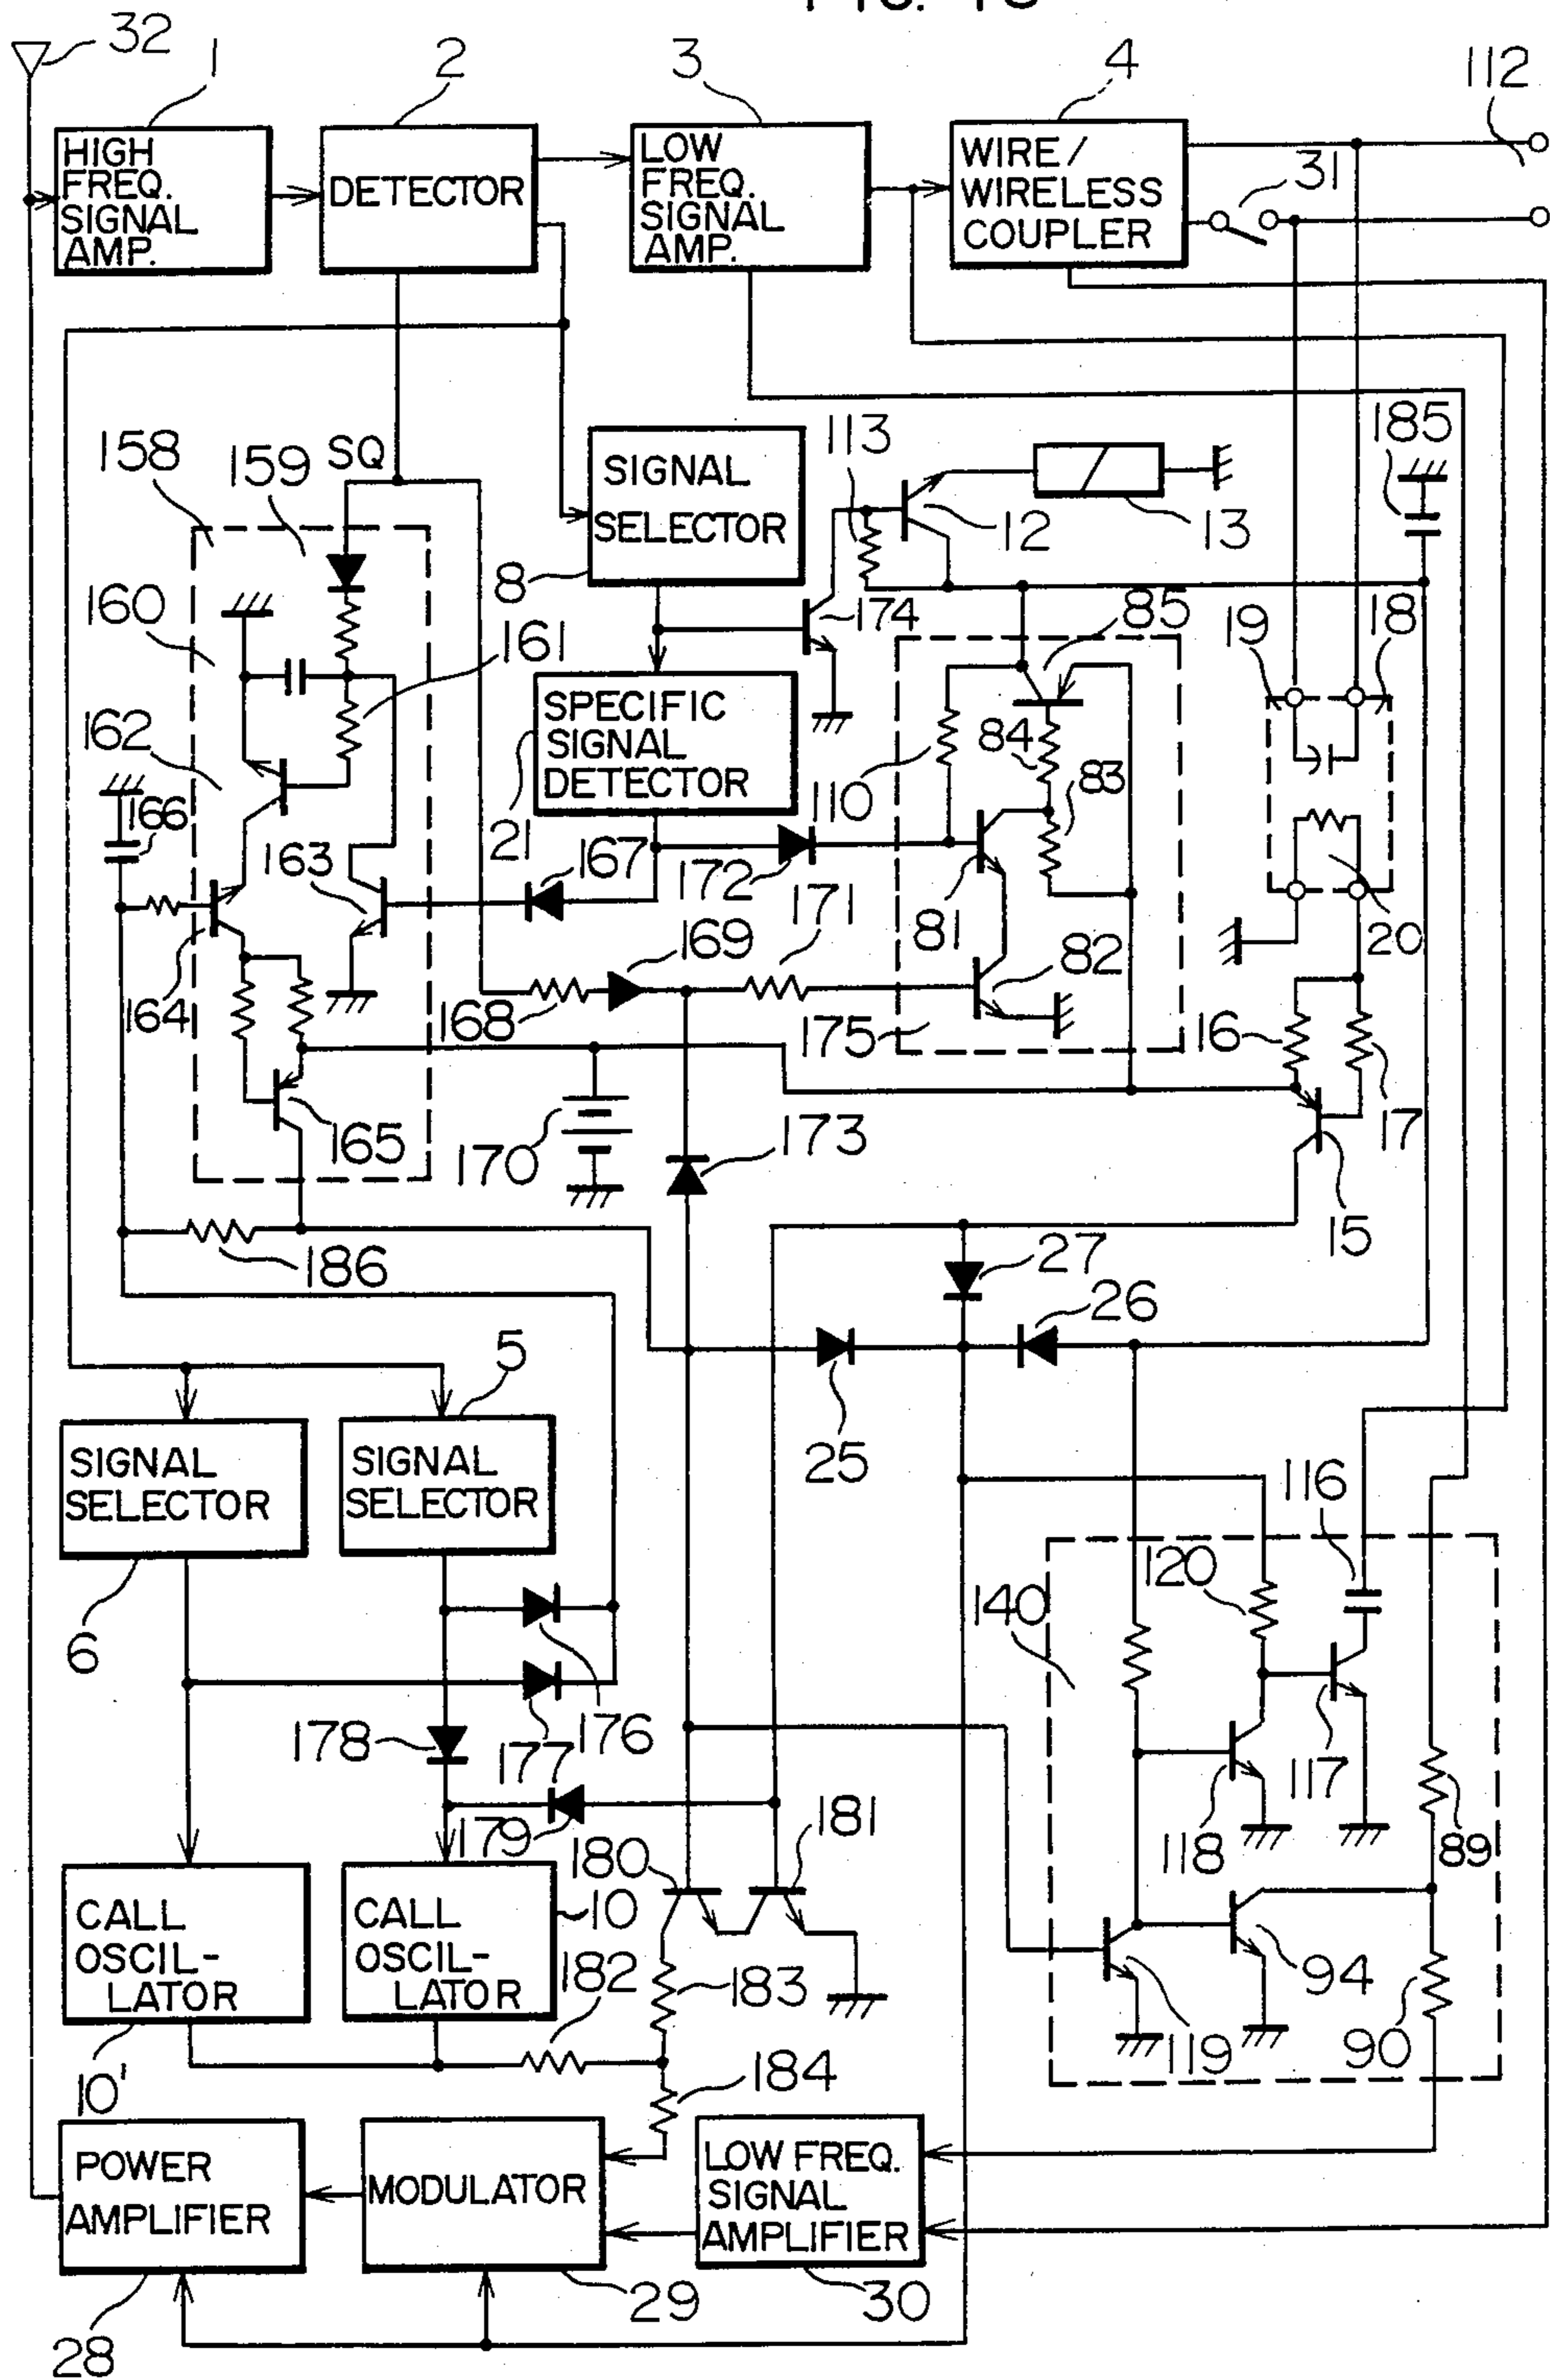 32
1
2
3
4
112
HIGH
FREQ.
SIGNAL
AMP.
DETECTOR
LOW
FREQ.
SIGNAL
AMP.
WIRE/
WIRELESS
COUPLER
31
158
159
SQ
SIGNAL
SELECTOR
8
113
12
13
185
174
85
160
161
19
18
162
SPECIFIC
SIGNAL
DETECTOR
21
110
84
83
166
163
167
172
171
81
20
169
82
164
168
175
16
17
165
170
173
15
186
27
26
5
25
SIGNAL
SELECTOR
6
SIGNAL
SELECTOR
116
120
140
178
177
176
117
118
89
179
180
181
CALL
OSCIL-
LATOR
10'
CALL
OSCIL-
LATOR
10
182
183
94
119
90
184
POWER
AMPLIFIER
28
MODULATOR
29
LOW FREQ.
SIGNAL
AMPLIFIER
30